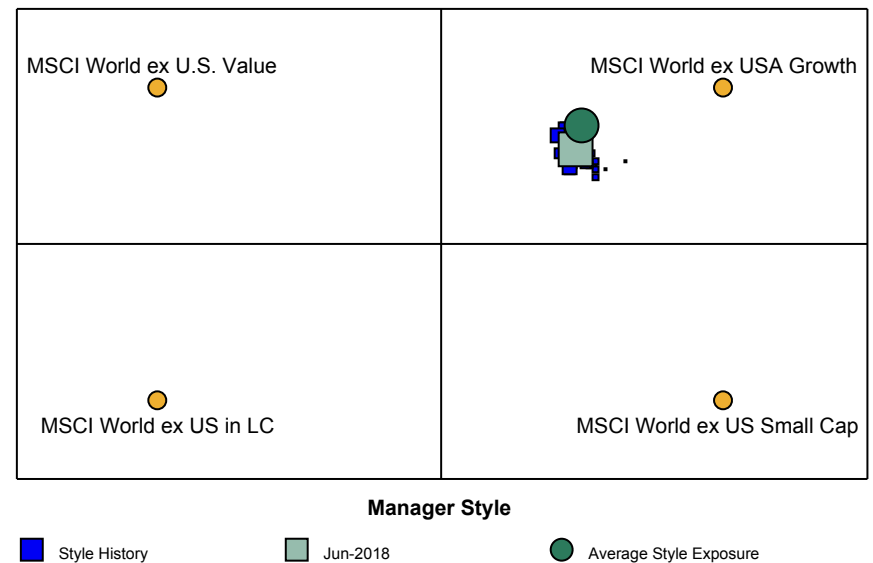 MSCI World ex U.S. Value
MSCI World ex USA Growth
MSCI World ex US in LC
MSCI World ex US Small Cap
Manager Style
Style History
Jun-2018
Average Style Exposure